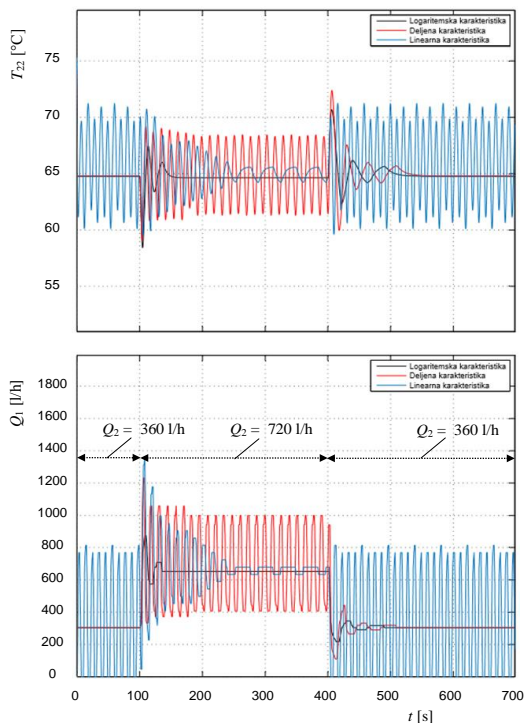 75
70
65
60
55
T22 [°C]
Logaritemska karakteristika
Deljena karakteristika
Linearna karakteristika
1800
1600
1400
1200
1000
800
600
400
200
0
Q1 [l/h]
Logaritemska karakteristika
Deljena karakteristika
Linearna karakteristika
Q2 = 360 l/h
Q2 = 720 l/h
Q2 = 360 l/h
0
100
200
300
400
500
600
700
t [s]